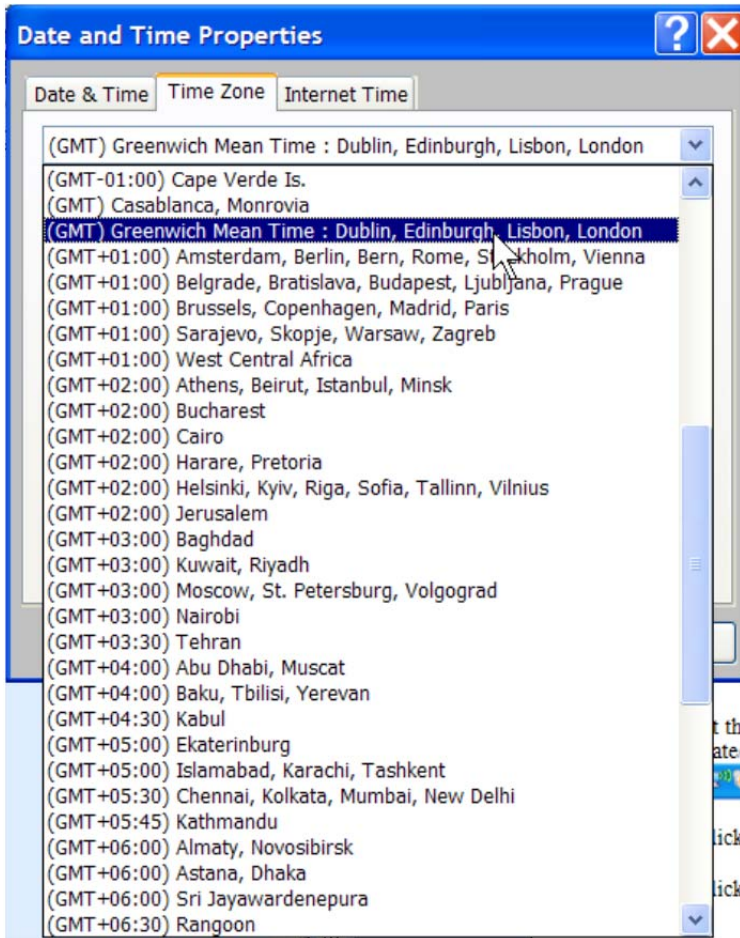 Date and Time Properties
Date & Time Time Zone Internet Time
(GMT) Greenwich Mean Time : Dublin, Edinburgh, Lisbon, London
(GMT-01:00) Cape Verde Is.
(GMT) Casablanca, Monrovia
(GMT) Greenwich Mean Time : Dublin, Edinburgh, Lisbon, London
(GMT+01:00) Amsterdam, Berlin, Bern, Rome, Stockholm, Vienna
(GMT+01:00) Belgrade, Bratislava, Budapest, Ljubljana, Prague
(GMT+01:00) Brussels, Copenhagen, Madrid, Paris
(GMT+01:00) Sarajevo, Skopje, Warsaw, Zagreb
(GMT+01:00) West Central Africa
(GMT+02:00) Athens, Beirut, Istanbul, Minsk
(GMT+02:00) Bucharest
(GMT+02:00) Cairo
(GMT+02:00) Harare, Pretoria
(GMT+02:00) Helsinki, Kyiv, Riga, Sofia, Tallinn, Vilnius
(GMT+02:00) Jerusalem
(GMT+03:00) Baghdad
(GMT+03:00) Kuwait, Riyadh
(GMT+03:00) Moscow, St. Petersburg, Volgograd
(GMT+03:00) Nairobi
(GMT+03:30) Tehran
(GMT+04:00) Abu Dhabi, Muscat
(GMT+04:00) Baku, Tbilisi, Yerevan
(GMT+04:30) Kabul
(GMT+05:00) Ekaterinburg
(GMT+05:00) Islamabad, Karachi, Tashkent
(GMT+05:30) Chennai, Kolkata, Mumbai, New Delhi
(GMT+05:45) Kathmandu
(GMT+06:00) Almaty, Novosibirsk
(GMT+06:00) Astana, Dhaka
(GMT+06:00) Sri Jayawardenepura
(GMT+06:30) Rangoon